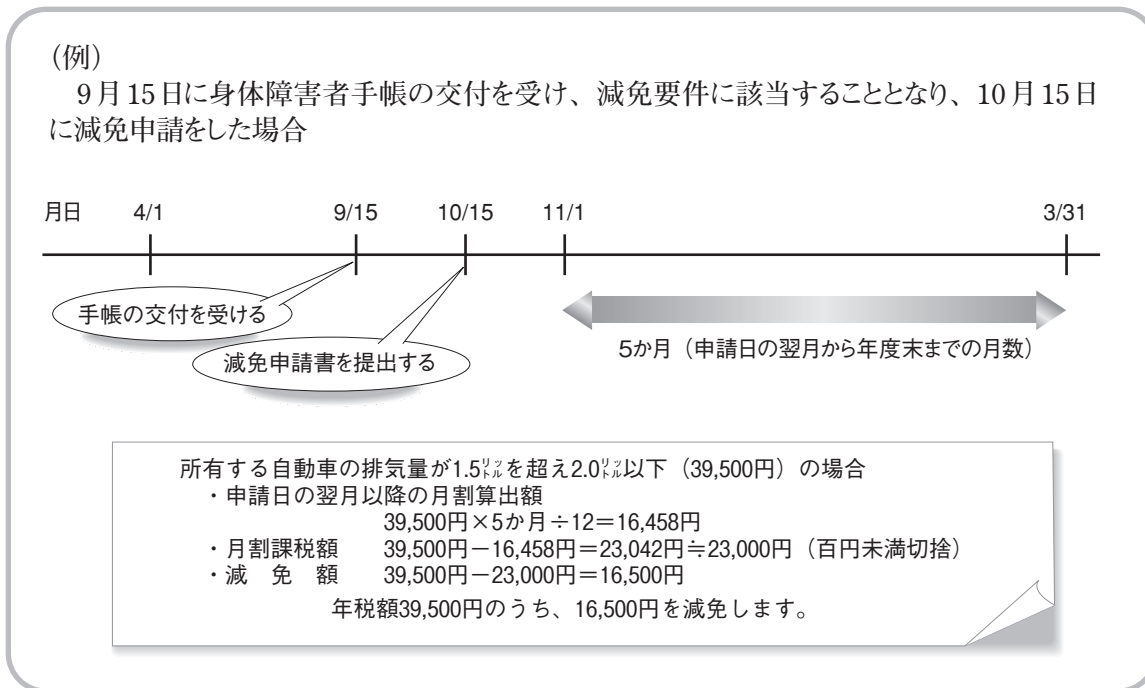 （例）
９月15日に身体障害者手帳の交付を受け、減免要件に該当することとなり、10月15日
に減免申請をした場合
月日 4/1 9/15 10/15 11/1 3/31
手帳の交付を受ける
減免申請書を提出する
5か月（申請日の翌月から年度末までの月数）
所有する自動車の排気量が1.5㍑を超え2.0㍑以下（39,500円）の場合
・申請日の翌月以降の月割算出額
39,500円×5か月÷12＝16,458円
・月割課税額　39,500円－16,458円＝23,042円≒23,000円（百円未満切捨）
・減　免　額　39,500円－23,000円＝16,500円
年税額39,500円のうち、16,500円を減免します。